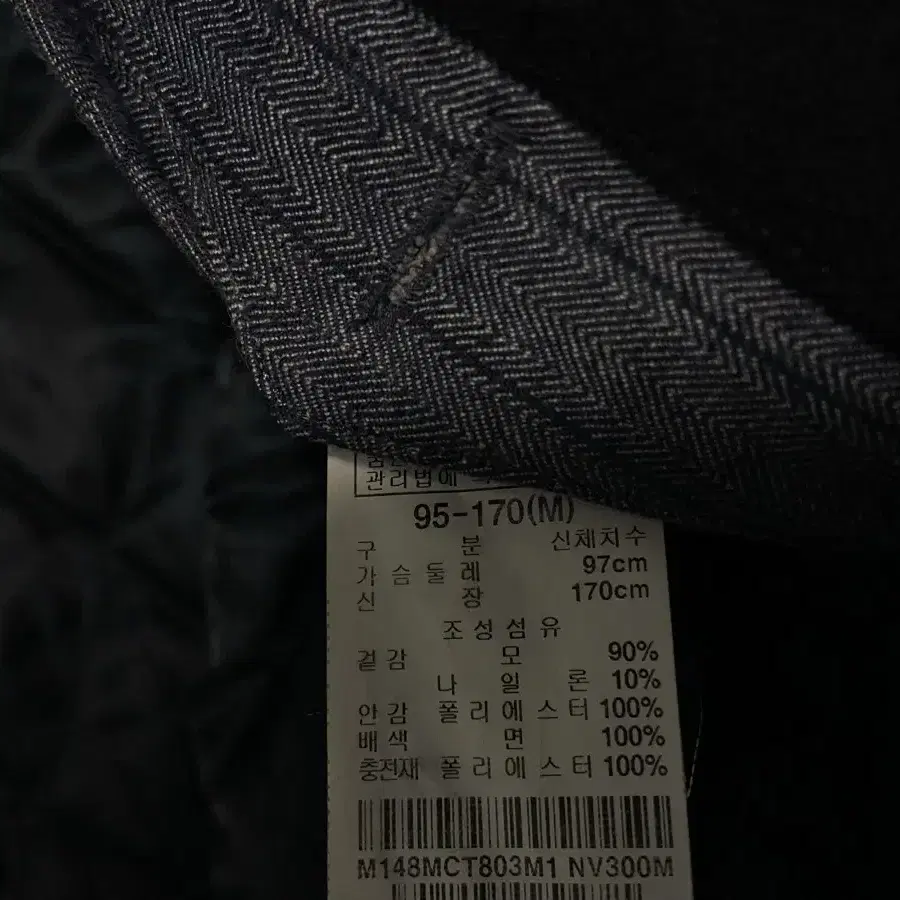 관리법에
95-170(M)
구 분 신체치수
가슴둘레 97cm
신 장 170cm
조성섬유
겉감 모 90%
나 일 론 10%
안감 폴리에스터 100%
배색 면 100%
충전재 폴리에스터 100%
M148MCT803M1 NV300M